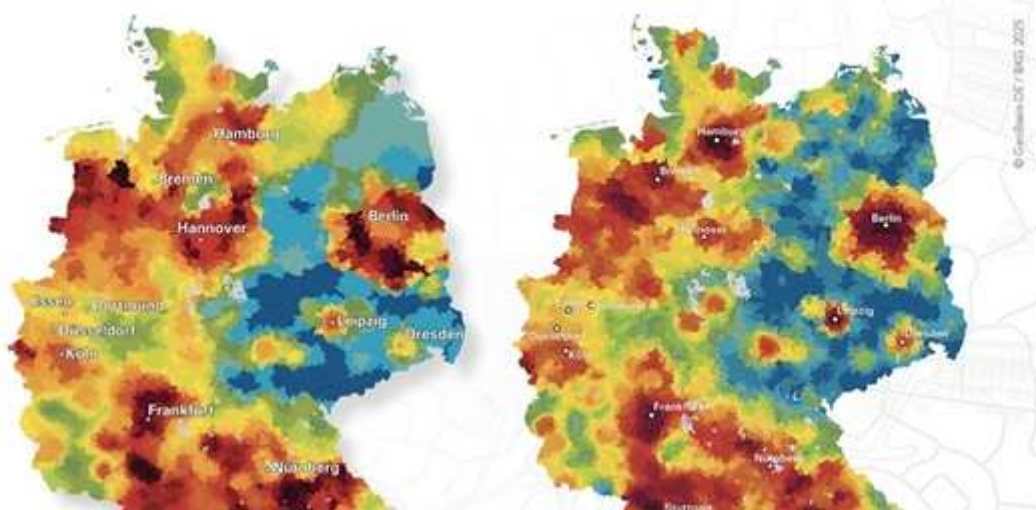 Hamburg
Bremen
Berlin
Hannover
Essen
Dortmund
Düsseldorf
Köln
Leipzig
Dresden
Frankfurt
Nürnberg
Hamburg
Berlin
Hannover
Leipzig
Dresden
Frankfurt
Nürnberg
© GeoBasis-DE / BKG 2025